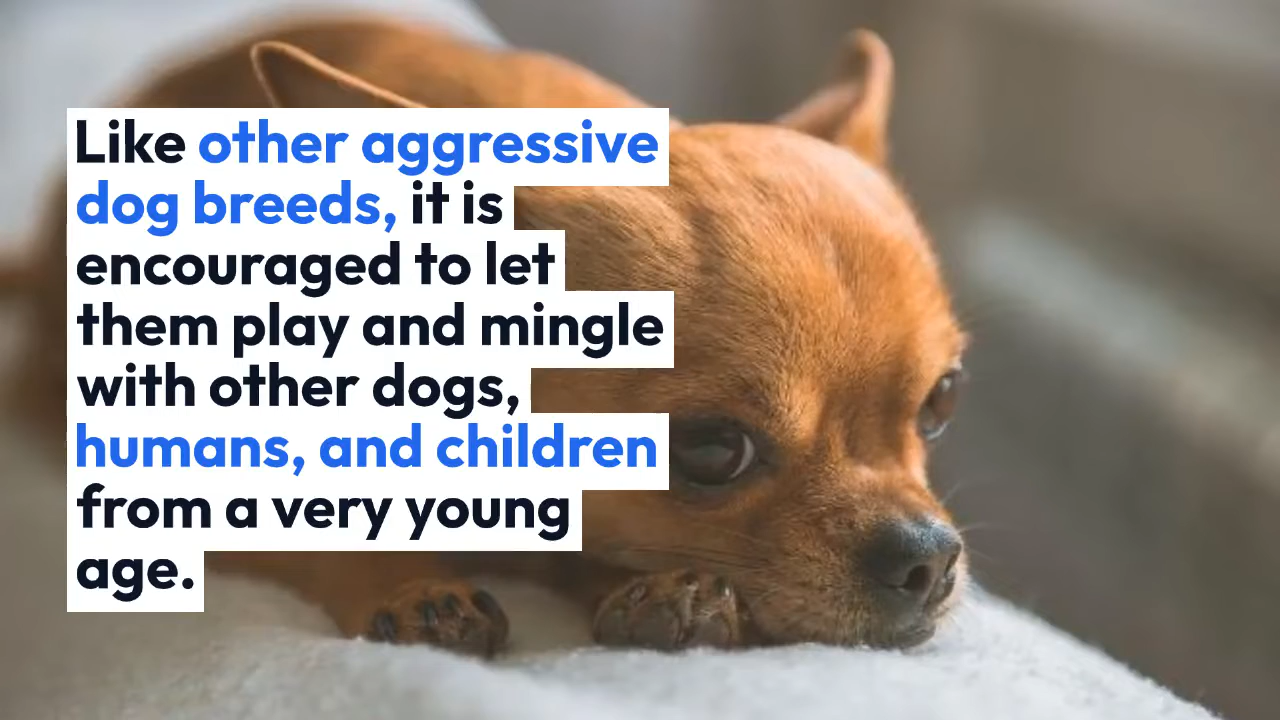 Like other aggressive
dog breeds, it is
encouraged to let
them play and mingle
with other dogs,
humans, and children
from a very young
age.